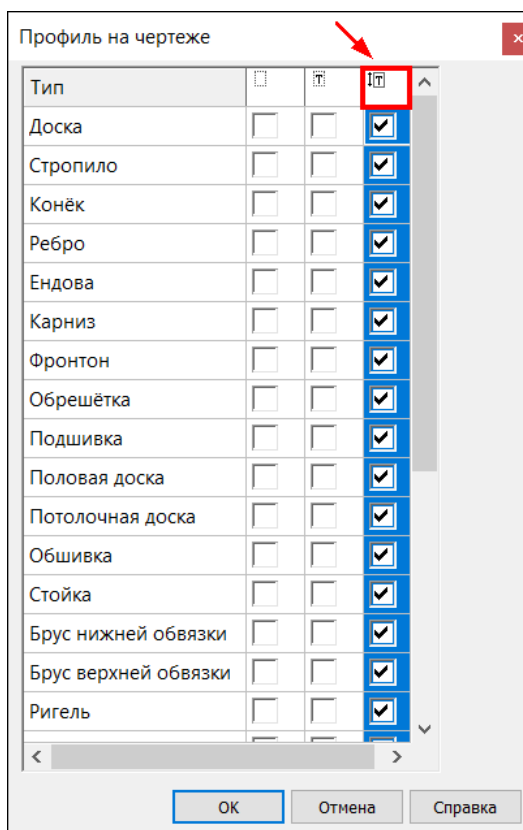 Профиль на чертеже
Тип
Доска
Стропило
Конёк
Ребро
Ендова
Карниз
Фронтон
Обрешётка
Подшивка
Половая доска
Потолочная доска
Обшивка
Стойка
Брус нижней обвязки
Брус верхней обвязки
Ригель
ОК Отмена Справка